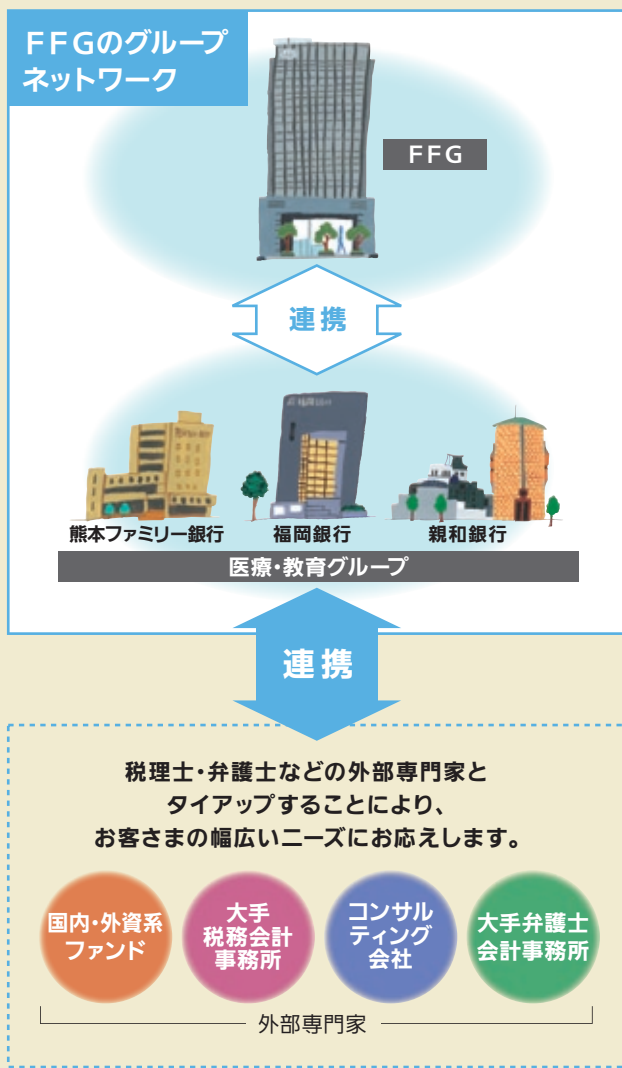 FFGのグループ
ネットワーク
FFG
連携
熊本ファミリー銀行
福岡銀行
親和銀行
医療・教育グループ
連携
税理士・弁護士などの外部専門家と
タイアップすることにより、
お客さまの幅広いニーズにお応えします。
国内・外資系
ファンド
大手
税務会計
事務所
コンサル
ティング
会社
大手弁護士
会計事務所
外部専門家